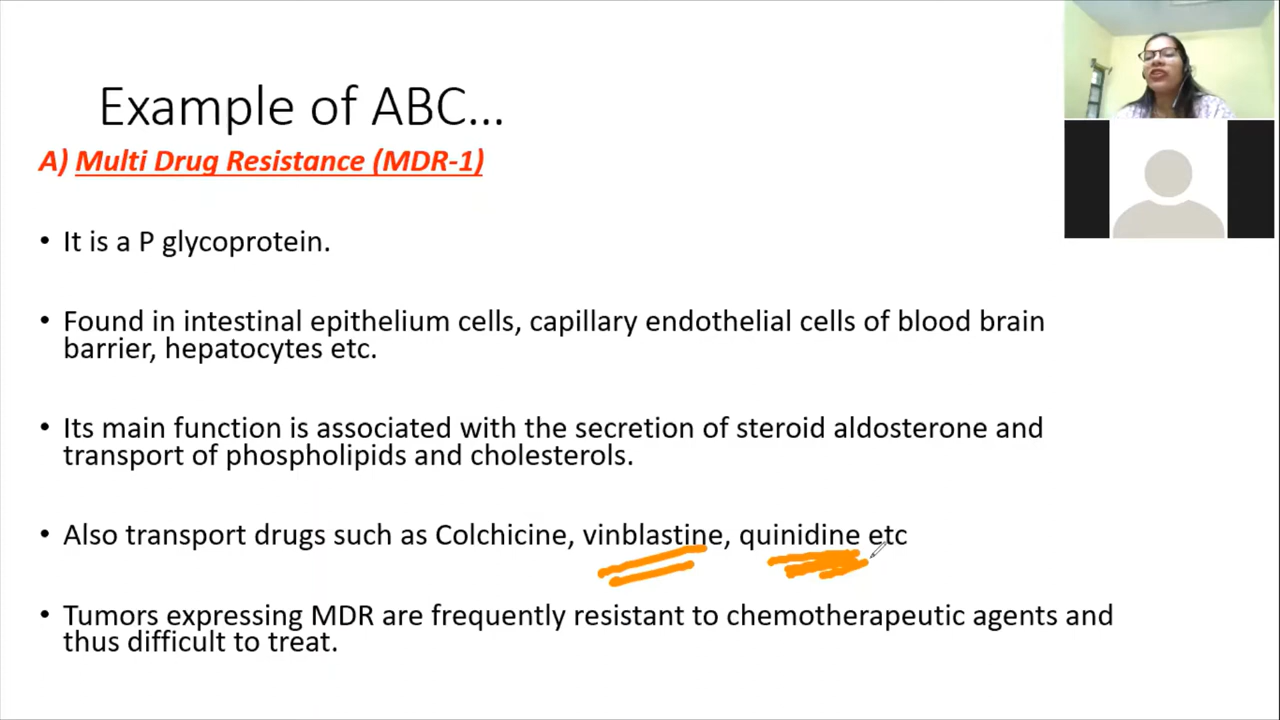 Example of ABC...
A) Multi Drug Resistance (MDR-1)
• It is a P glycoprotein.
• Found in intestinal epithelium cells, capillary endothelial cells of blood brain
barrier, hepatocytes etc.
• Its main function is associated with the secretion of steroid aldosterone and
transport of phospholipids and cholesterols.
• Also transport drugs such as Colchicine, vinblastine, quinidine etc
• Tumors expressing MDR are frequently resistant to chemotherapeutic agents and
thus difficult to treat.